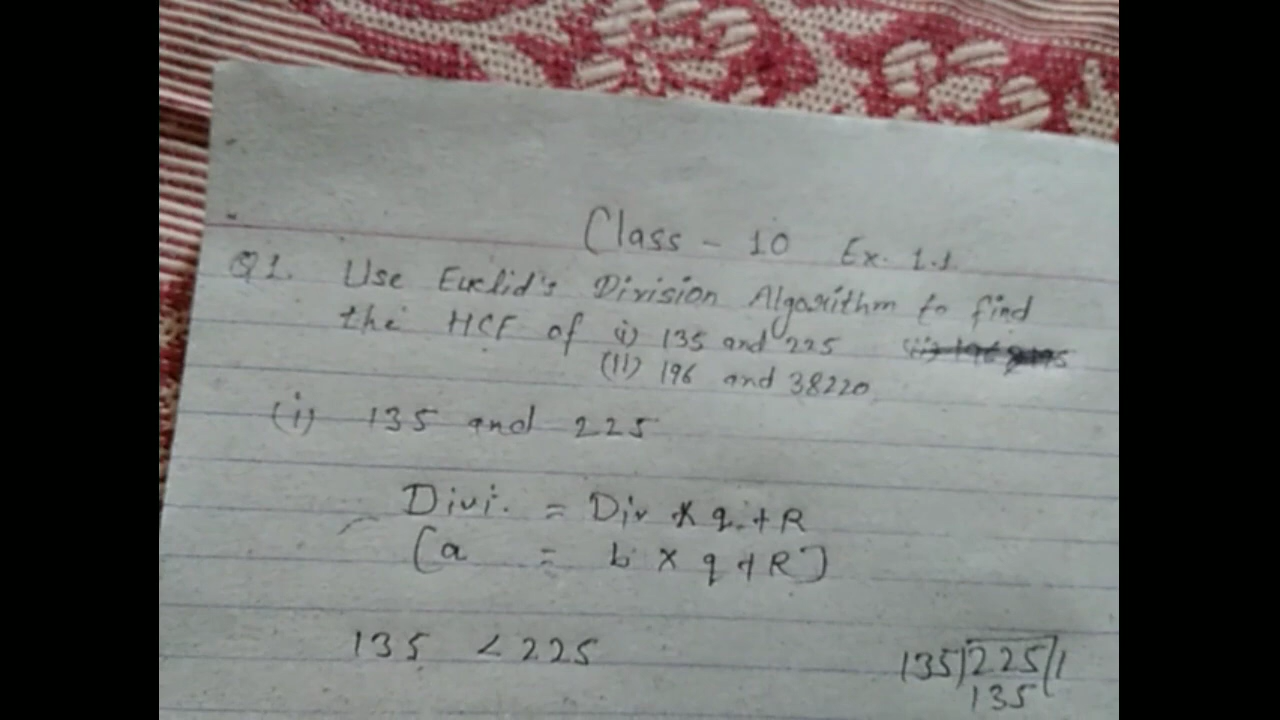 Class - 10 Ex. 1.1
Q1. Use Euclid's Division Algorithm to find
the HCF of (i) 135 and 225
(II) 196 and 38220
(i) 135 and 225
Divi. = Div × q + R
(a = b × q + R)
135 < 225
135)225(1
135